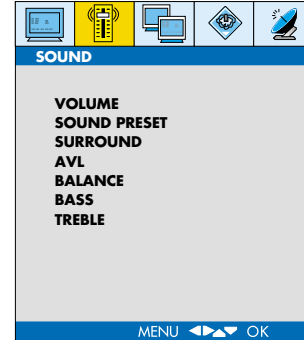 SOUND
VOLUME
SOUND PRESET
SURROUND
AVL
BALANCE
BASS
TREBLE
MENU ◀▶▲▼ OK